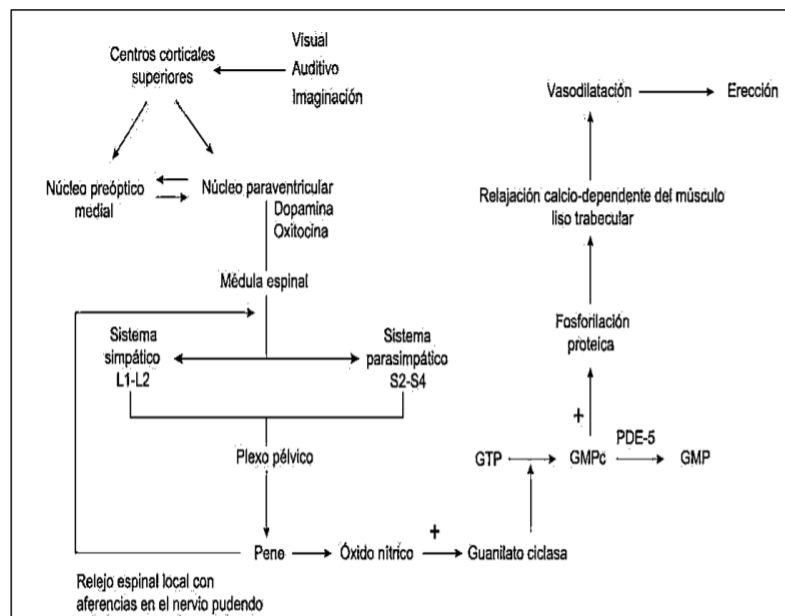 Visual
Centros corticales
superiores
Auditivo
Imaginación
Núcleo preóptico
medial
Núcleo paraventricular
Dopamina
Oxitocina
Médula espinal
Sistema
simpático
L1-L2
Sistema
parasimpático
S2-S4
Plexo pélvico
Pene
Óxido nítrico
+
Guanilato ciclasa
Relejo espinal local con
aferencias en el nervio pudendo
GTP
GMPc
PDE-5
GMP
+
Fosforilación
proteica
Relajación calcio-dependente del músculo
liso trabecular
Vasodilatación
Erección